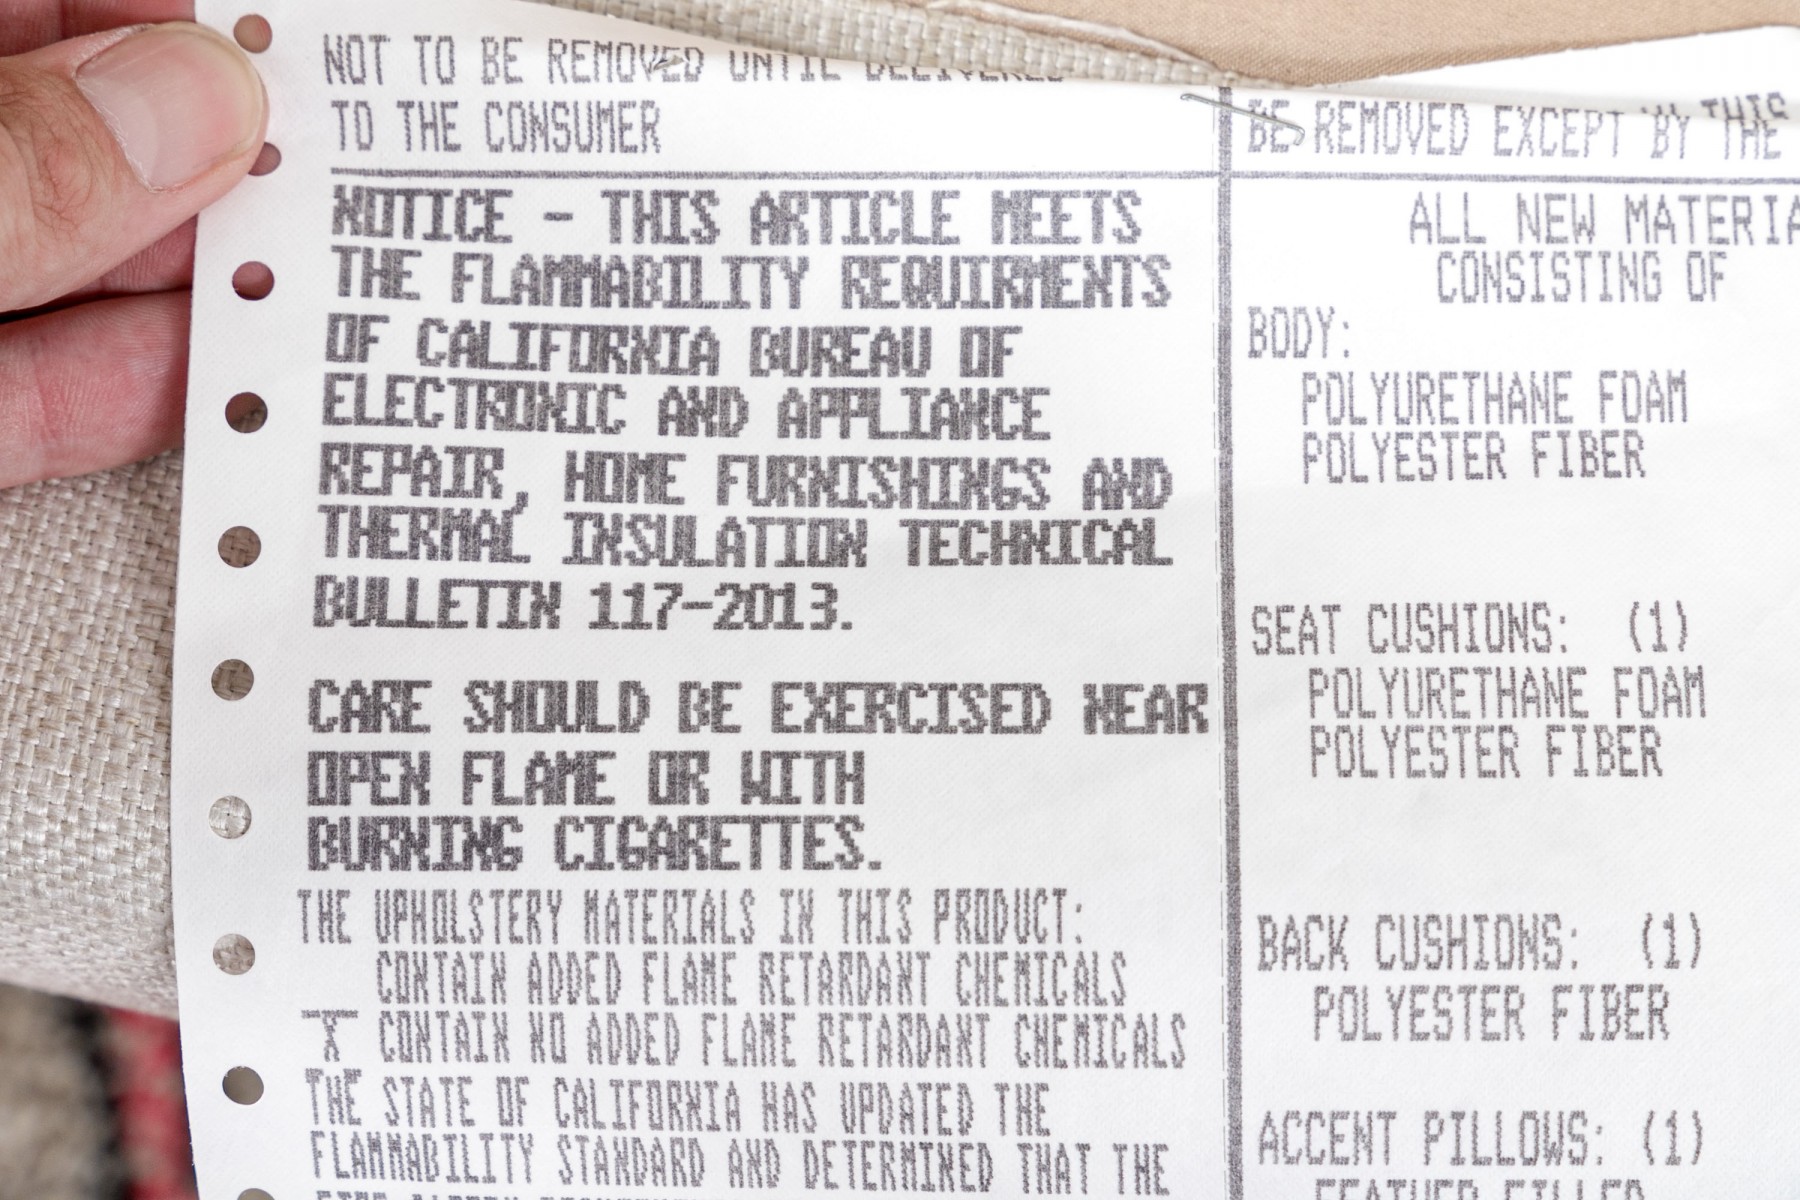 NOT TO BE REMOVED UNTIL DELIVERED
TO THE CONSUMER
NOTICE - THIS ARTICLE MEETS
THE FLAMMABILITY REQUIRMENTS
OF CALIFORNIA BUREAU OF
ELECTRONIC AND APPLIANCE
REPAIR, HOME FURNISHINGS AND
THERMAL INSULATION TECHNICAL
BULLETIN 117-2013.
CARE SHOULD BE EXERCISED NEAR
OPEN FLAME OR WITH
BURNING CIGARETTES.
THE UPHOLSTERY MATERIALS IN THIS PRODUCT:
CONTAIN ADDED FLAME RETARDANT CHEMICALS
X CONTAIN NO ADDED FLAME RETARDANT CHEMICALS
THE STATE OF CALIFORNIA HAS UPDATED THE
FLAMMABILITY STANDARD AND DETERMINED THAT THE
THIS
BE REMOVED EXCEPT BY THE
ALL NEW MATERIA
CONSISTING OF
BODY:
POLYURETHANE FOAM
POLYESTER FIBER
SEAT CUSHIONS: (1)
POLYURETHANE FOAM
POLYESTER FIBER
BACK CUSHIONS: (1)
POLYESTER FIBER
ACCENT PILLOWS: (1)
FEATHER FILLED